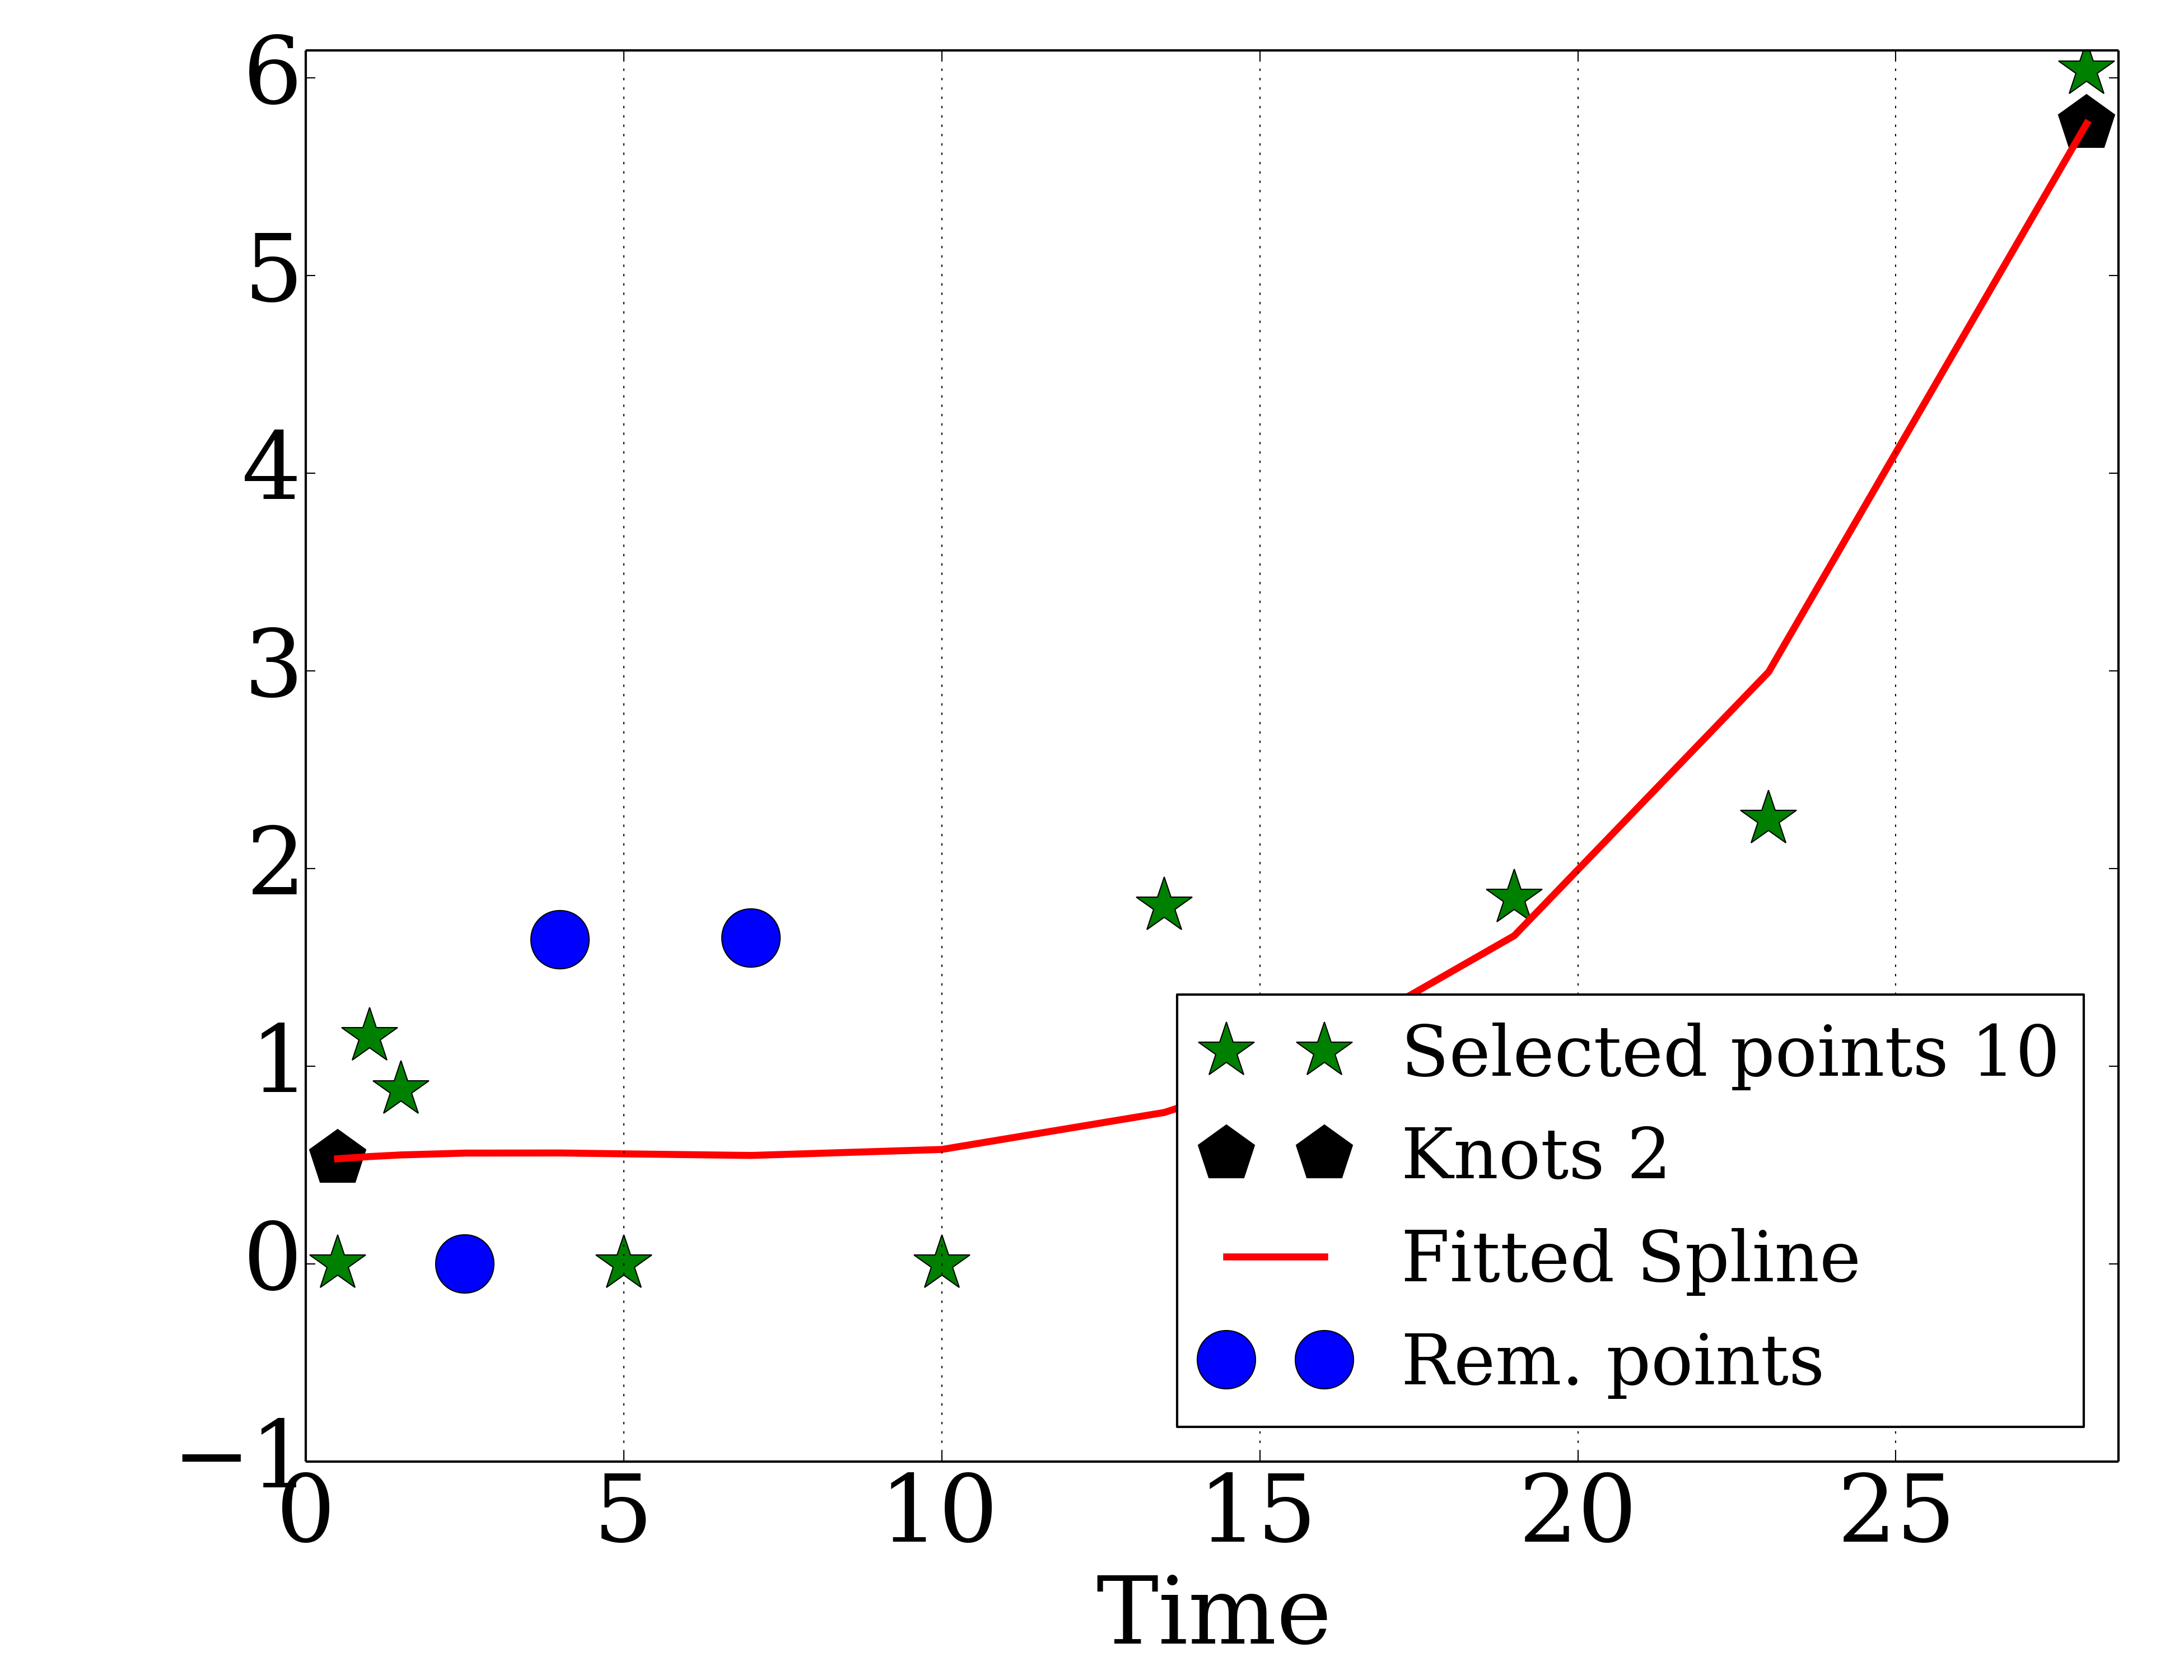 6
5
4
3
2
1
0
−1
0 5 10 15 20 25
Time
Selected points 10
Knots 2
Fitted Spline
Rem. points